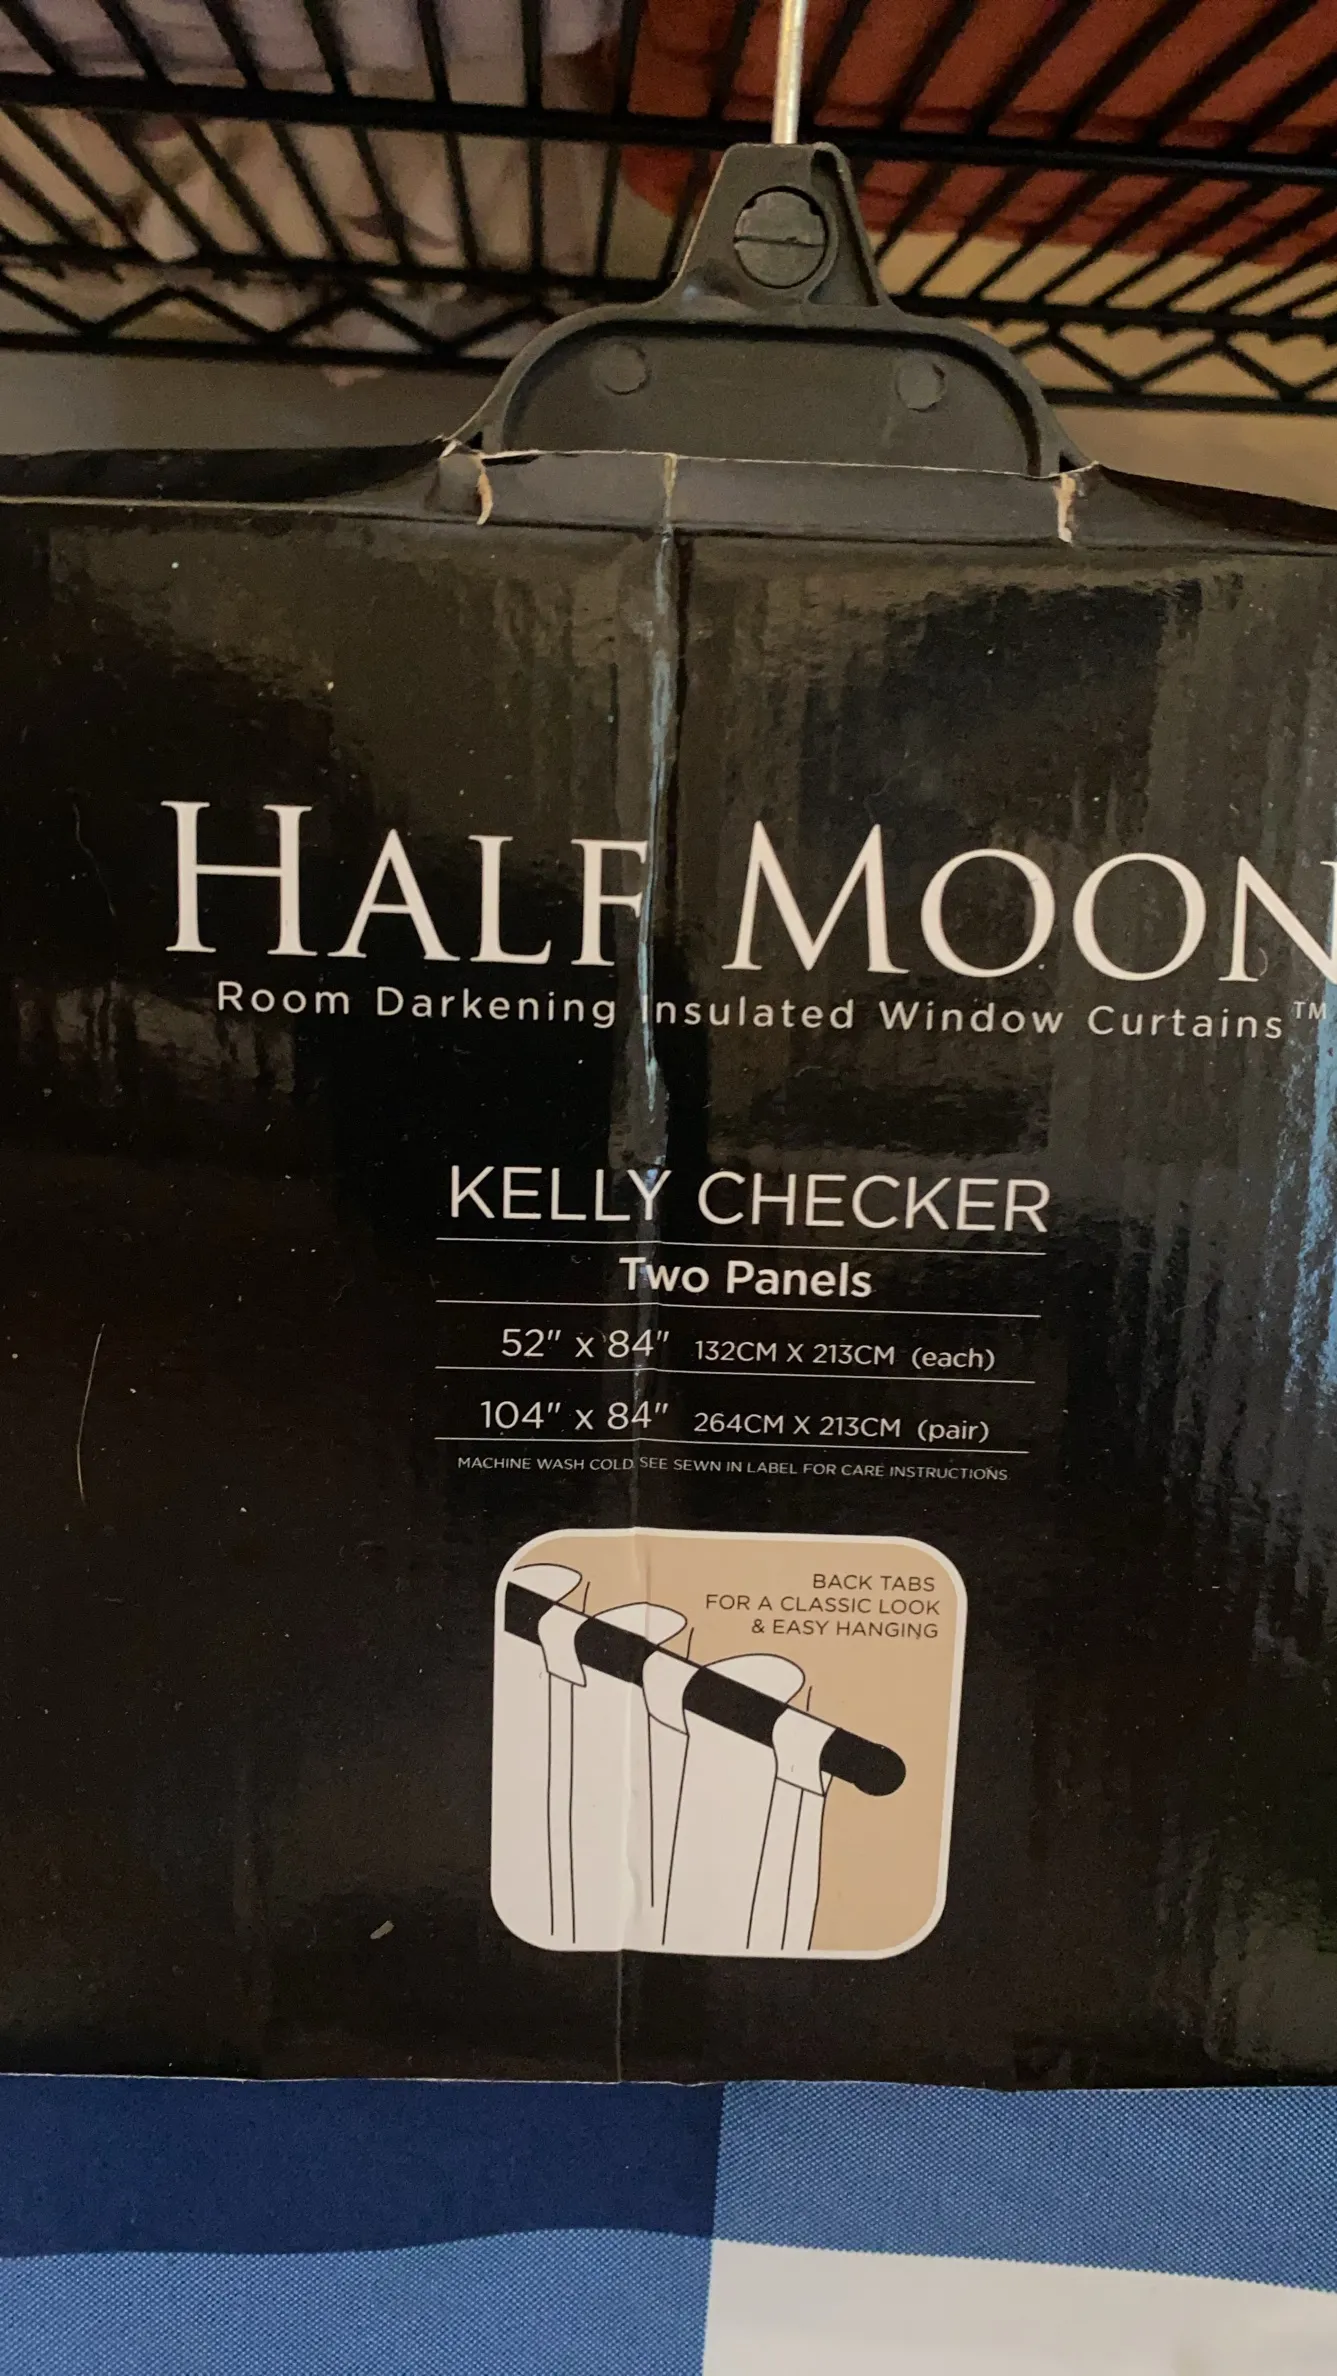 HALF MOON
Room Darkening Insulated Window Curtains™
KELLY CHECKER
Two Panels
52" x 84" 132CM X 213CM (each)
104" x 84" 264CM X 213CM (pair)
MACHINE WASH COLD SEE SEWN IN LABEL FOR CARE INSTRUCTIONS
BACK TABS
FOR A CLASSIC LOOK
& EASY HANGING